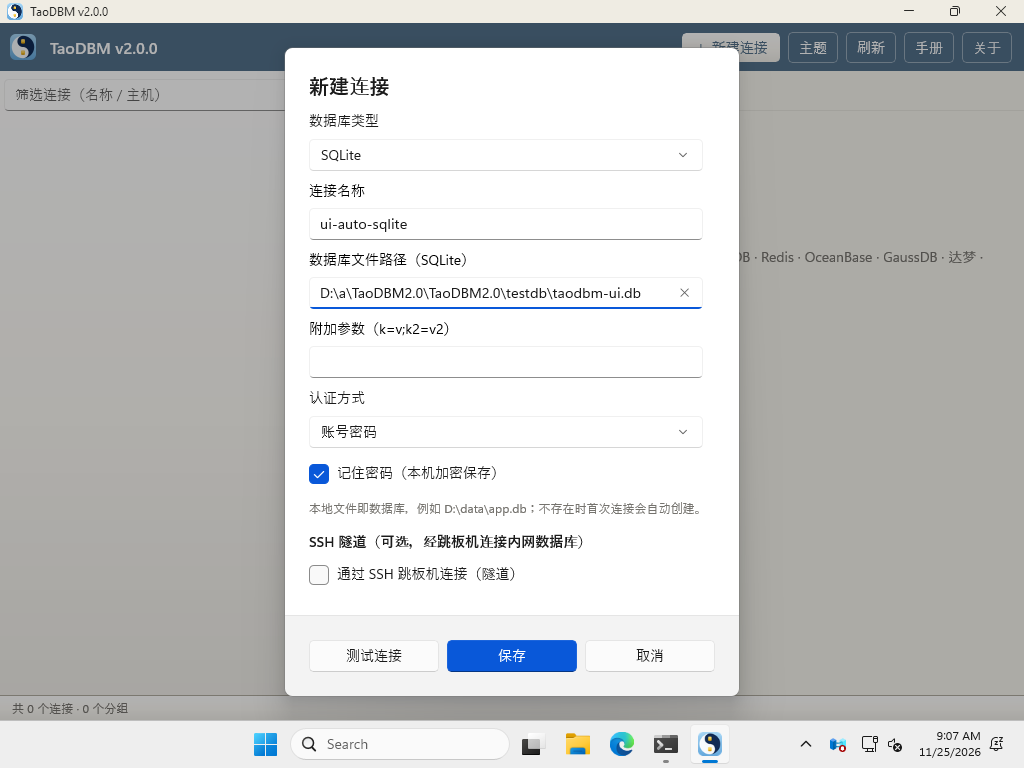 TaoDBM v2.0.0
TaoDBM v2.0.0
新建连接
主题
刷新
手册
关于
筛选连接（名称 / 主机）
新建连接
数据库类型
SQLite
连接名称
ui-auto-sqlite
数据库文件路径（SQLite）
D:\a\TaoDBM2.0\TaoDBM2.0\testdb\taodbm-ui.db
附加参数（k=v;k2=v2）
认证方式
账号密码
记住密码（本机加密保存）
本地文件即数据库，例如 D:\data\app.db；不存在时首次连接会自动创建。
SSH 隧道（可选，经跳板机连接内网数据库）
通过 SSH 跳板机连接（隧道）
测试连接
保存
取消
DB · Redis · OceanBase · GaussDB · 达梦 ·
共 0 个连接 · 0 个分组
Search
9:07 AM
11/25/2026